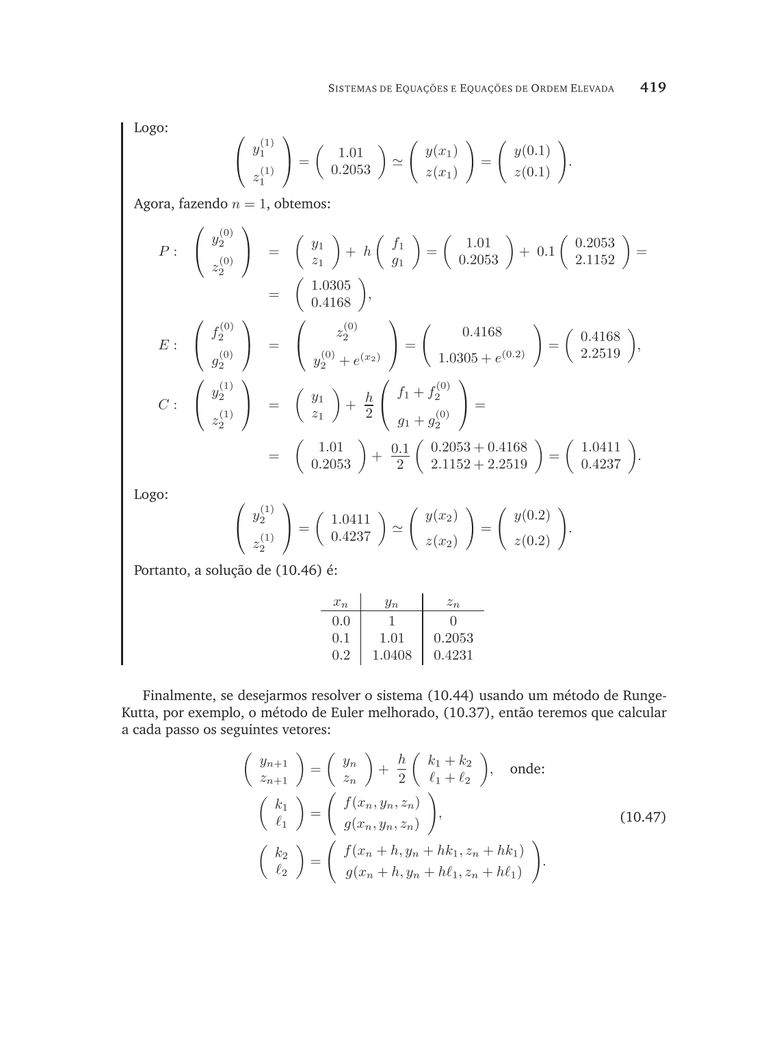 SISTEMAS DE EQUAÇÕES E EQUAÇÕES DE ORDEM ELEVADA 419
Logo:
\begin{pmatrix} y_1^{(1)} \\ z_1^{(1)} \end{pmatrix} = \begin{pmatrix} 1.01 \\ 0.2053 \end{pmatrix} \simeq \begin{pmatrix} y(x_1) \\ z(x_1) \end{pmatrix} = \begin{pmatrix} y(0.1) \\ z(0.1) \end{pmatrix}.
Agora, fazendo n = 1, obtemos:
P : \begin{pmatrix} y_2^{(0)} \\ z_2^{(0)} \end{pmatrix} = \begin{pmatrix} y_1 \\ z_1 \end{pmatrix} + h \begin{pmatrix} f_1 \\ g_1 \end{pmatrix} = \begin{pmatrix} 1.01 \\ 0.2053 \end{pmatrix} + 0.1 \begin{pmatrix} 0.2053 \\ 2.1152 \end{pmatrix} =
= \begin{pmatrix} 1.0305 \\ 0.4168 \end{pmatrix},
E : \begin{pmatrix} f_2^{(0)} \\ g_2^{(0)} \end{pmatrix} = \begin{pmatrix} z_2^{(0)} \\ y_2^{(0)} + e^{(x_2)} \end{pmatrix} = \begin{pmatrix} 0.4168 \\ 1.0305 + e^{(0.2)} \end{pmatrix} = \begin{pmatrix} 0.4168 \\ 2.2519 \end{pmatrix},
C : \begin{pmatrix} y_2^{(1)} \\ z_2^{(1)} \end{pmatrix} = \begin{pmatrix} y_1 \\ z_1 \end{pmatrix} + \frac{h}{2} \begin{pmatrix} f_1 + f_2^{(0)} \\ g_1 + g_2^{(0)} \end{pmatrix} =
= \begin{pmatrix} 1.01 \\ 0.2053 \end{pmatrix} + \frac{0.1}{2} \begin{pmatrix} 0.2053 + 0.4168 \\ 2.1152 + 2.2519 \end{pmatrix} = \begin{pmatrix} 1.0411 \\ 0.4237 \end{pmatrix}.
Logo:
\begin{pmatrix} y_2^{(1)} \\ z_2^{(1)} \end{pmatrix} = \begin{pmatrix} 1.0411 \\ 0.4237 \end{pmatrix} \simeq \begin{pmatrix} y(x_2) \\ z(x_2) \end{pmatrix} = \begin{pmatrix} y(0.2) \\ z(0.2) \end{pmatrix}.
Portanto, a solução de (10.46) é:
x_n y_n z_n
0.0 1 0
0.1 1.01 0.2053
0.2 1.0408 0.4231
Finalmente, se desejarmos resolver o sistema (10.44) usando um método de Runge-
Kutta, por exemplo, o método de Euler melhorado, (10.37), então teremos que calcular
a cada passo os seguintes vetores:
\begin{pmatrix} y_{n+1} \\ z_{n+1} \end{pmatrix} = \begin{pmatrix} y_n \\ z_n \end{pmatrix} + \frac{h}{2} \begin{pmatrix} k_1 + k_2 \\ \ell_1 + \ell_2 \end{pmatrix}, onde:
\begin{pmatrix} k_1 \\ \ell_1 \end{pmatrix} = \begin{pmatrix} f(x_n, y_n, z_n) \\ g(x_n, y_n, z_n) \end{pmatrix}, (10.47)
\begin{pmatrix} k_2 \\ \ell_2 \end{pmatrix} = \begin{pmatrix} f(x_n + h, y_n + hk_1, z_n + hk_1) \\ g(x_n + h, y_n + h\ell_1, z_n + h\ell_1) \end{pmatrix}.